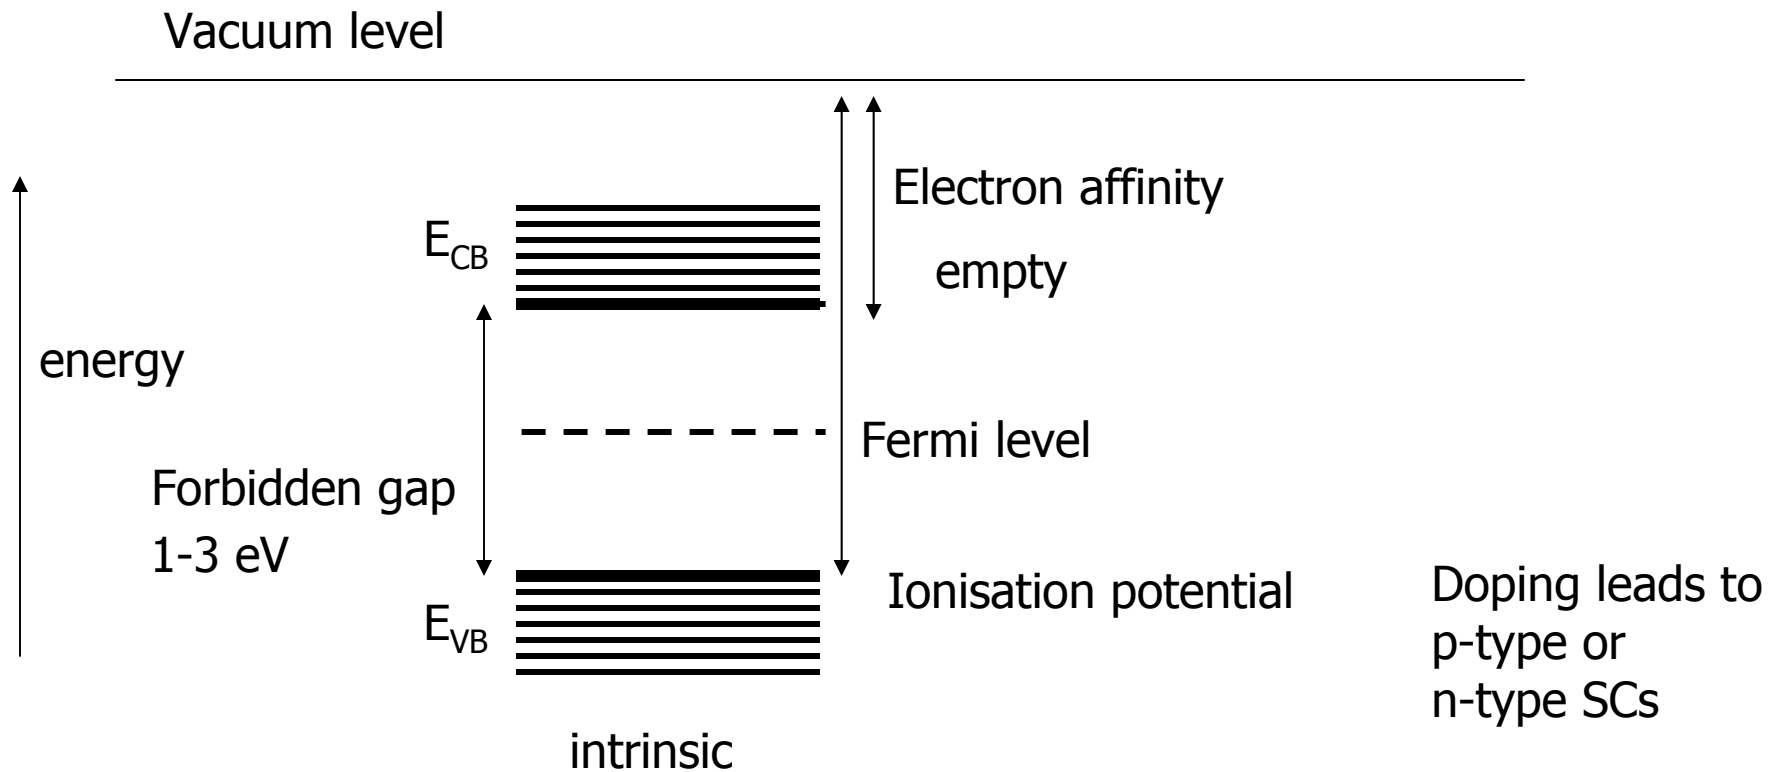 Vacuum level
Electron affinity
E_CB
empty
energy
Fermi level
Forbidden gap
1-3 eV
Ionisation potential
E_VB
Doping leads to
p-type or
n-type SCs
intrinsic